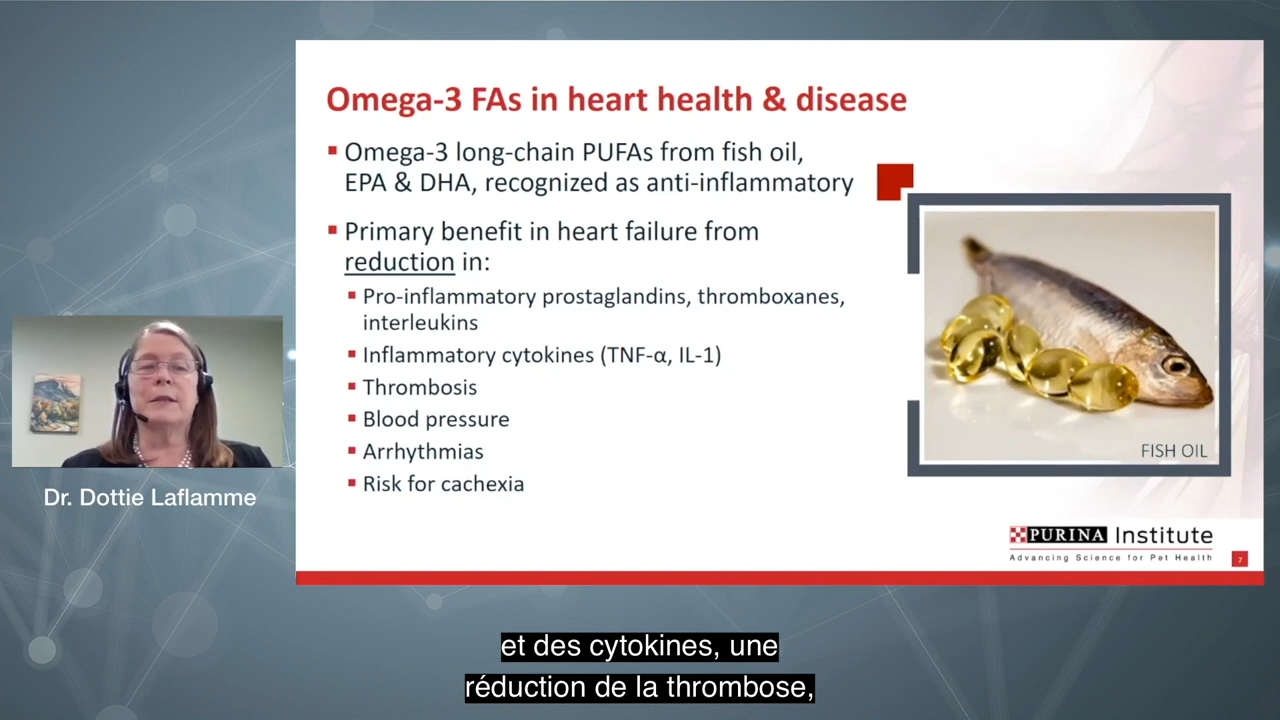 Omega-3 FAs in heart health & disease
▪ Omega-3 long-chain PUFAs from fish oil,
EPA & DHA, recognized as anti-inflammatory
▪ Primary benefit in heart failure from
reduction in:
▪ Pro-inflammatory prostaglandins, thromboxanes,
interleukins
▪ Inflammatory cytokines (TNF-α, IL-1)
▪ Thrombosis
▪ Blood pressure
▪ Arrhythmias
▪ Risk for cachexia
FISH OIL
PURINA Institute
Advancing Science for Pet Health
7
Dr. Dottie Laflamme
et des cytokines, une
réduction de la thrombose,